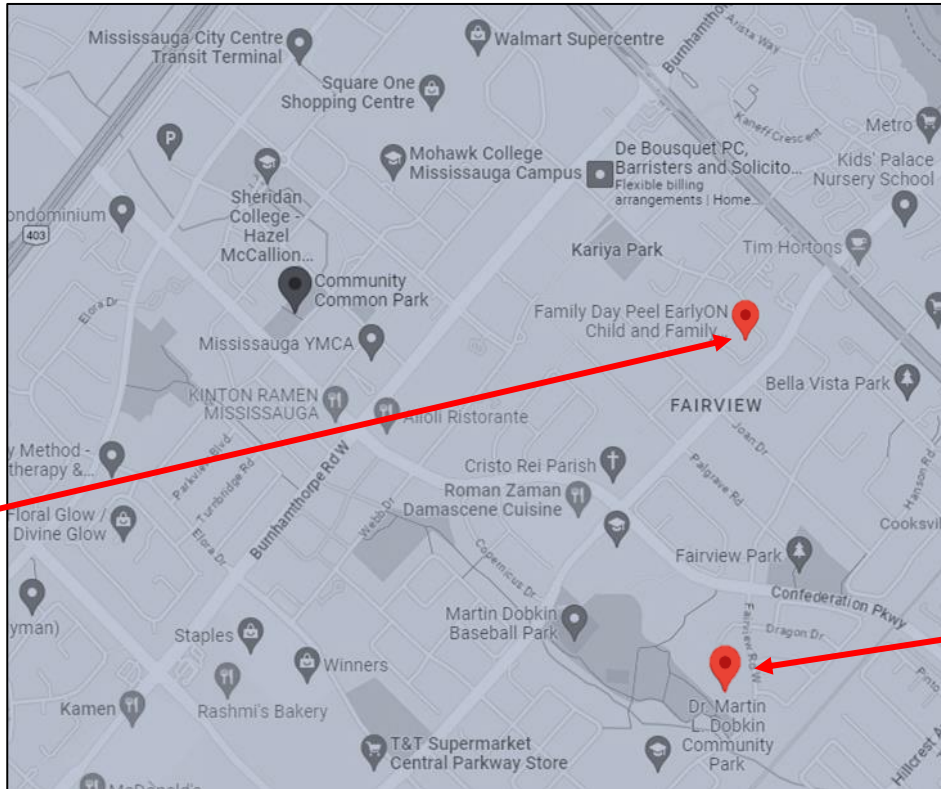 Mississauga City Centre
Transit Terminal
Walmart Supercentre
Burnhamthorpe
Arista Way
Square One
Shopping Centre
Kaneff Crescent
Metro
P
Mohawk College
Mississauga Campus
De Bousquet PC,
Barristers and Solicito...
Flexible billing
arrangements | Home...
Kids' Palace
Nursery School
Sheridan
College -
Hazel
McCallion...
ondominium
403
Kariya Park
Tim Hortons
Community
Common Park
Elora Dr
Family Day Peel EarlyON
Child and Family...
Mississauga YMCA
Bella Vista Park
KINTON RAMEN
MISSISSAUGA
Alioli Ristorante
FAIRVIEW
Joan Dr
y Method -
therapy &...
Parkview Blvd.
Turnbridge Rd
Burnhamthorpe Rd W
Cristo Rei Parish
Palgrave Rd
Hanson Rd.
Roman Zaman
Damascene Cuisine
Floral Glow /
Divine Glow
Webb Dr
Elora Dr
Cooksvil
Copernicus Dr
Fairview Park
Confederation Pkwy
yman)
Martin Dobkin
Baseball Park
Fairview Rd W
Dragon Dr
Staples
Winners
Kamen
Rashmi's Bakery
Dr. Martin
L. Dobkin
Community
Park
T&T Supermarket
Central Parkway Store
Hillcrest A
McDonald's